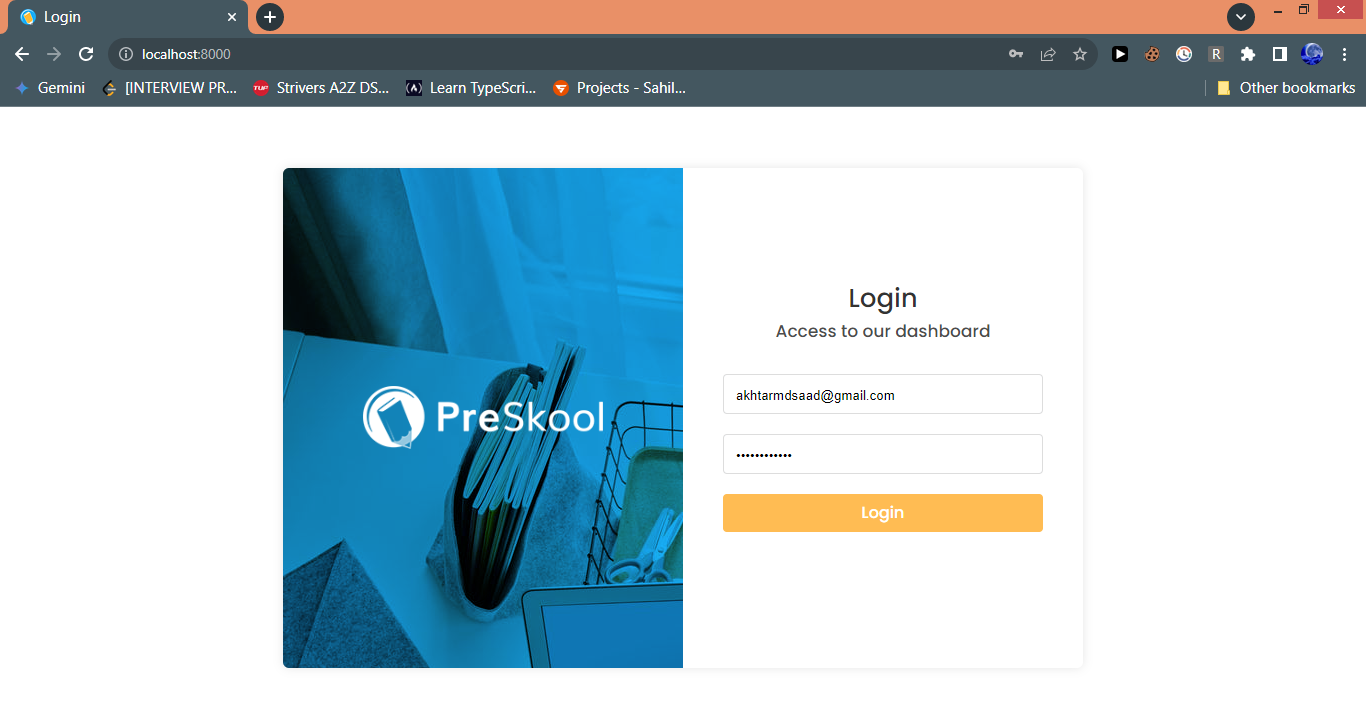 Login
localhost:8000
R
Gemini
[INTERVIEW PR...
TUF Strivers A2Z DS...
Learn TypeScri...
Projects - Sahil...
Other bookmarks
Login
Access to our dashboard
PreSkool
akhtarmdsaad@gmail.com
••••••••••••
Login